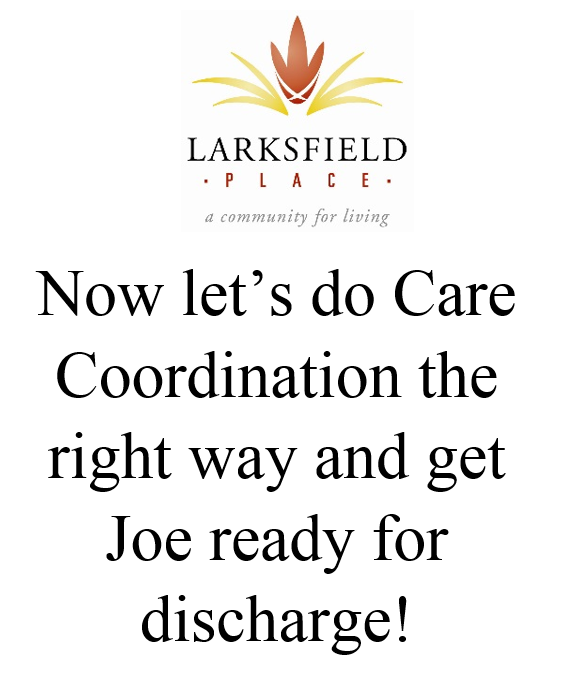 LARKSFIELD
· P L A C E ·
a community for living
Now let’s do Care
Coordination the
right way and get
Joe ready for
discharge!